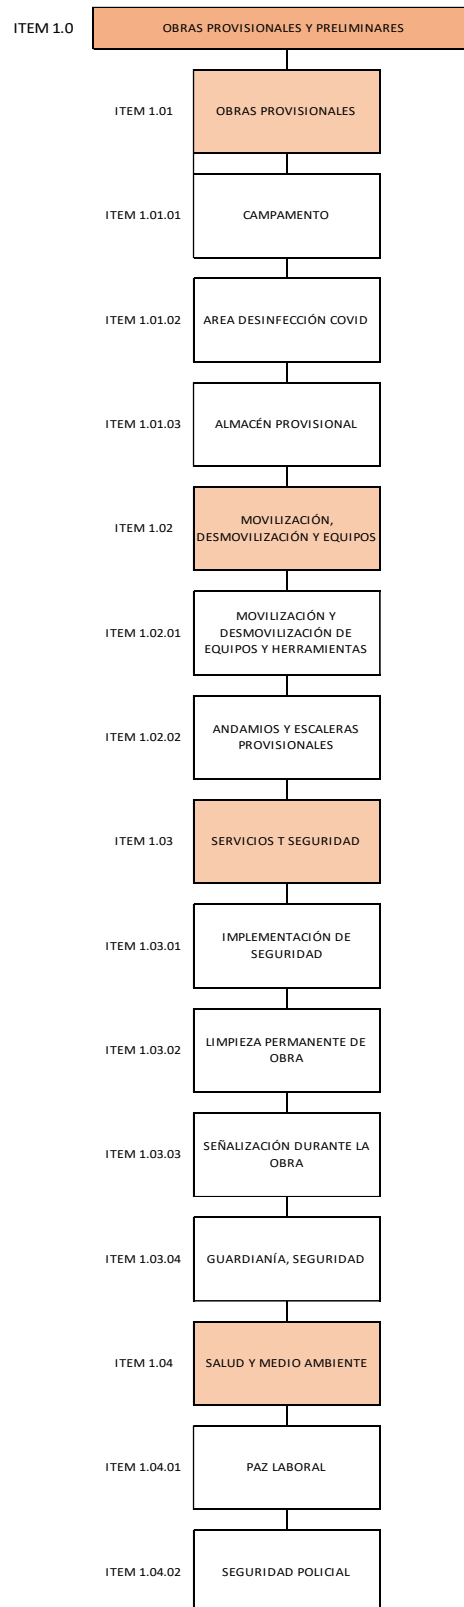 ITEM 1.0 OBRAS PROVISIONALES Y PRELIMINARES
ITEM 1.01 OBRAS PROVISIONALES
ITEM 1.01.01 CAMPAMENTO
ITEM 1.01.02 AREA DESINFECCIÓN COVID
ITEM 1.01.03 ALMACÉN PROVISIONAL
ITEM 1.02 MOVILIZACIÓN,
DESMOVILIZACIÓN Y EQUIPOS
ITEM 1.02.01 MOVILIZACIÓN Y
DESMOVILIZACIÓN DE
EQUIPOS Y HERRAMIENTAS
ITEM 1.02.02 ANDAMIOS Y ESCALERAS
PROVISIONALES
ITEM 1.03 SERVICIOS T SEGURIDAD
ITEM 1.03.01 IMPLEMENTACIÓN DE
SEGURIDAD
ITEM 1.03.02 LIMPIEZA PERMANENTE DE
OBRA
ITEM 1.03.03 SEÑALIZACIÓN DURANTE LA
OBRA
ITEM 1.03.04 GUARDIANÍA, SEGURIDAD
ITEM 1.04 SALUD Y MEDIO AMBIENTE
ITEM 1.04.01 PAZ LABORAL
ITEM 1.04.02 SEGURIDAD POLICIAL